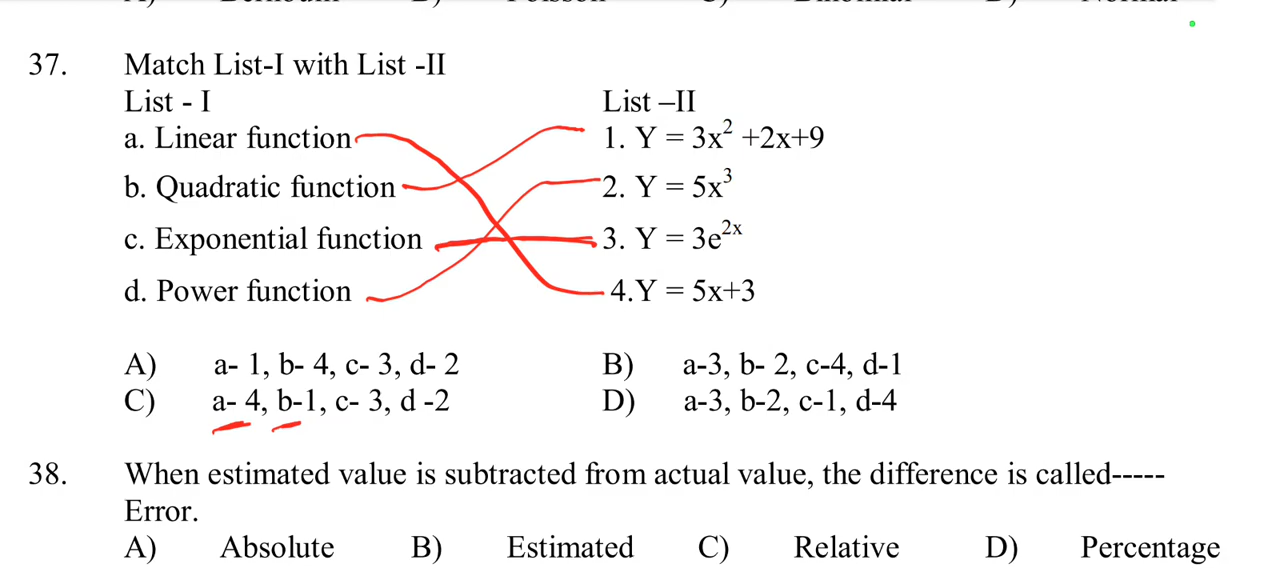 37. Match List-I with List -II
List - I List –II
a. Linear function 1. Y = 3x² +2x+9
b. Quadratic function 2. Y = 5x³
c. Exponential function 3. Y = 3e²ˣ
d. Power function 4.Y = 5x+3
A) a- 1, b- 4, c- 3, d- 2 B) a-3, b- 2, c-4, d-1
C) a- 4, b-1, c- 3, d -2 D) a-3, b-2, c-1, d-4
38. When estimated value is subtracted from actual value, the difference is called-----
Error.
A) Absolute B) Estimated C) Relative D) Percentage